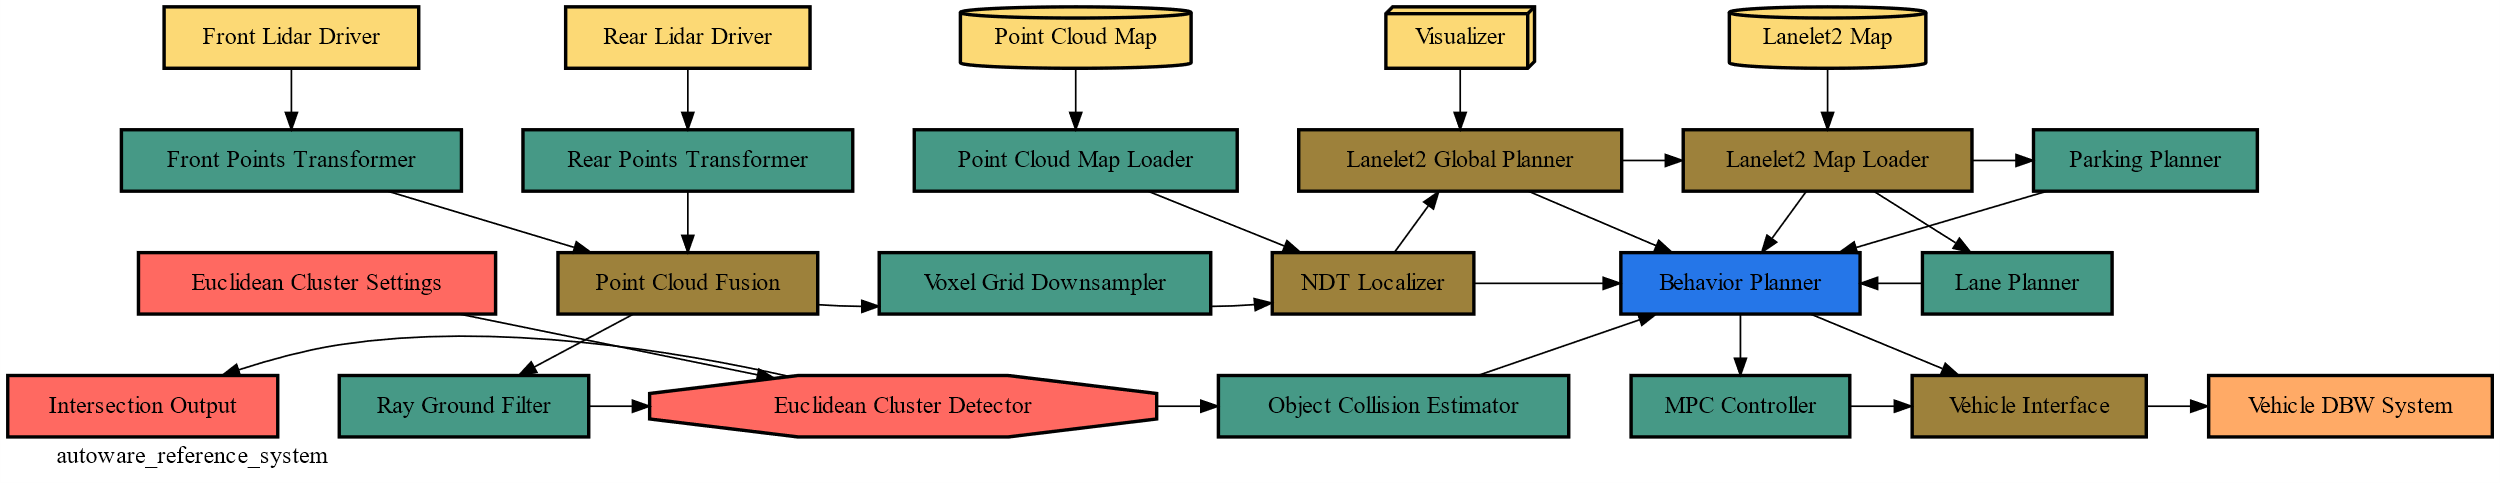 Front Lidar Driver
Rear Lidar Driver
Point Cloud Map
Visualizer
Lanelet2 Map
Front Points Transformer
Rear Points Transformer
Point Cloud Map Loader
Lanelet2 Global Planner
Lanelet2 Map Loader
Parking Planner
Euclidean Cluster Settings
Point Cloud Fusion
Voxel Grid Downsampler
NDT Localizer
Behavior Planner
Lane Planner
Intersection Output
Ray Ground Filter
Euclidean Cluster Detector
Object Collision Estimator
MPC Controller
Vehicle Interface
Vehicle DBW System
autoware_reference_system